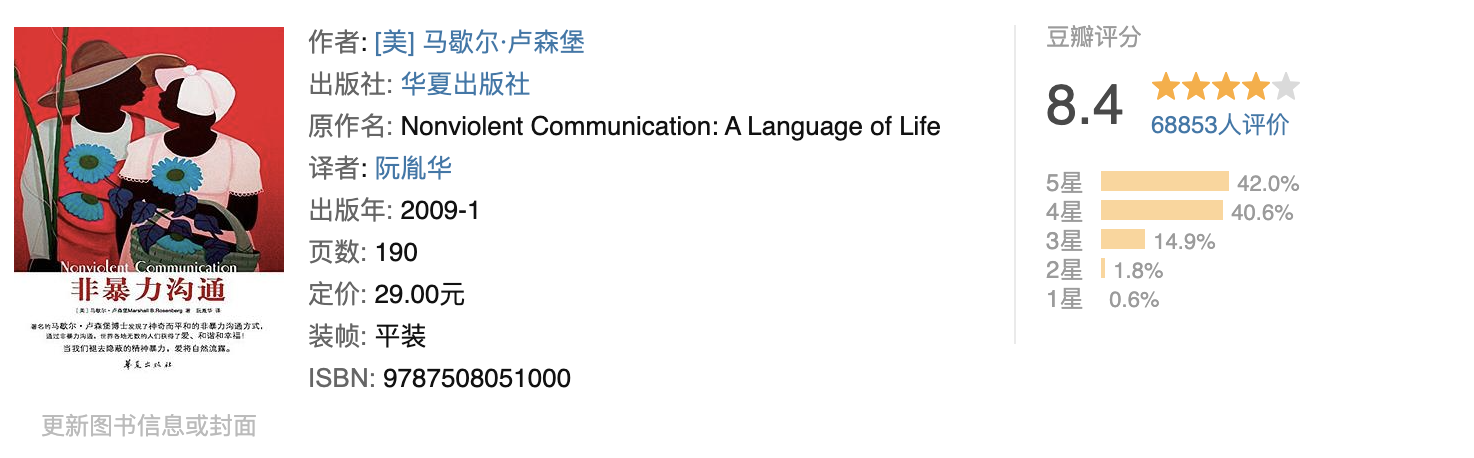 Nonviolent Communication
非暴力沟通
[美] 马歇尔·卢森堡Marshall B.Rosenberg 著 阮胤华 译
著名的马歇尔·卢森堡博士发现了神奇而平和的非暴力沟通方式，
通过非暴力沟通，世界各地无数的人们获得了爱、和谐和幸福！
当我们褪去隐蔽的精神暴力，爱将自然流露。
华夏出版社
更新图书信息或封面
作者: [美] 马歇尔·卢森堡
出版社: 华夏出版社
原作名: Nonviolent Communication: A Language of Life
译者: 阮胤华
出版年: 2009-1
页数: 190
定价: 29.00元
装帧: 平装
ISBN: 9787508051000
豆瓣评分
8.4
68853人评价
5星 42.0%
4星 40.6%
3星 14.9%
2星 1.8%
1星 0.6%